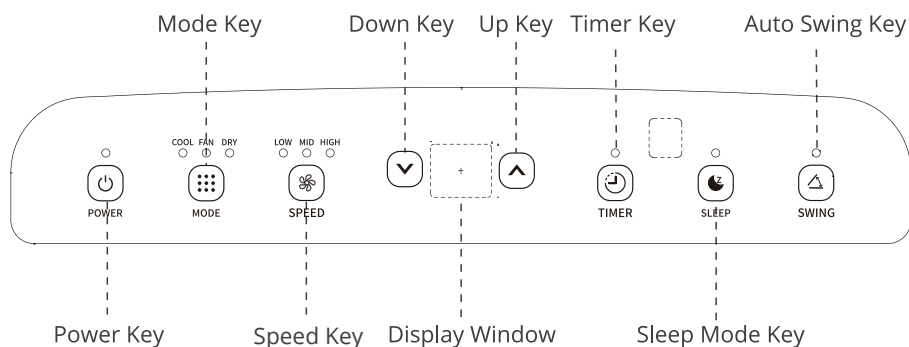 Mode Key Down Key Up Key Timer Key Auto Swing Key
COOL FAN DRY LOW MID HIGH
Z
POWER MODE SPEED TIMER SLEEP SWING
Power Key Speed Key Display Window Sleep Mode Key